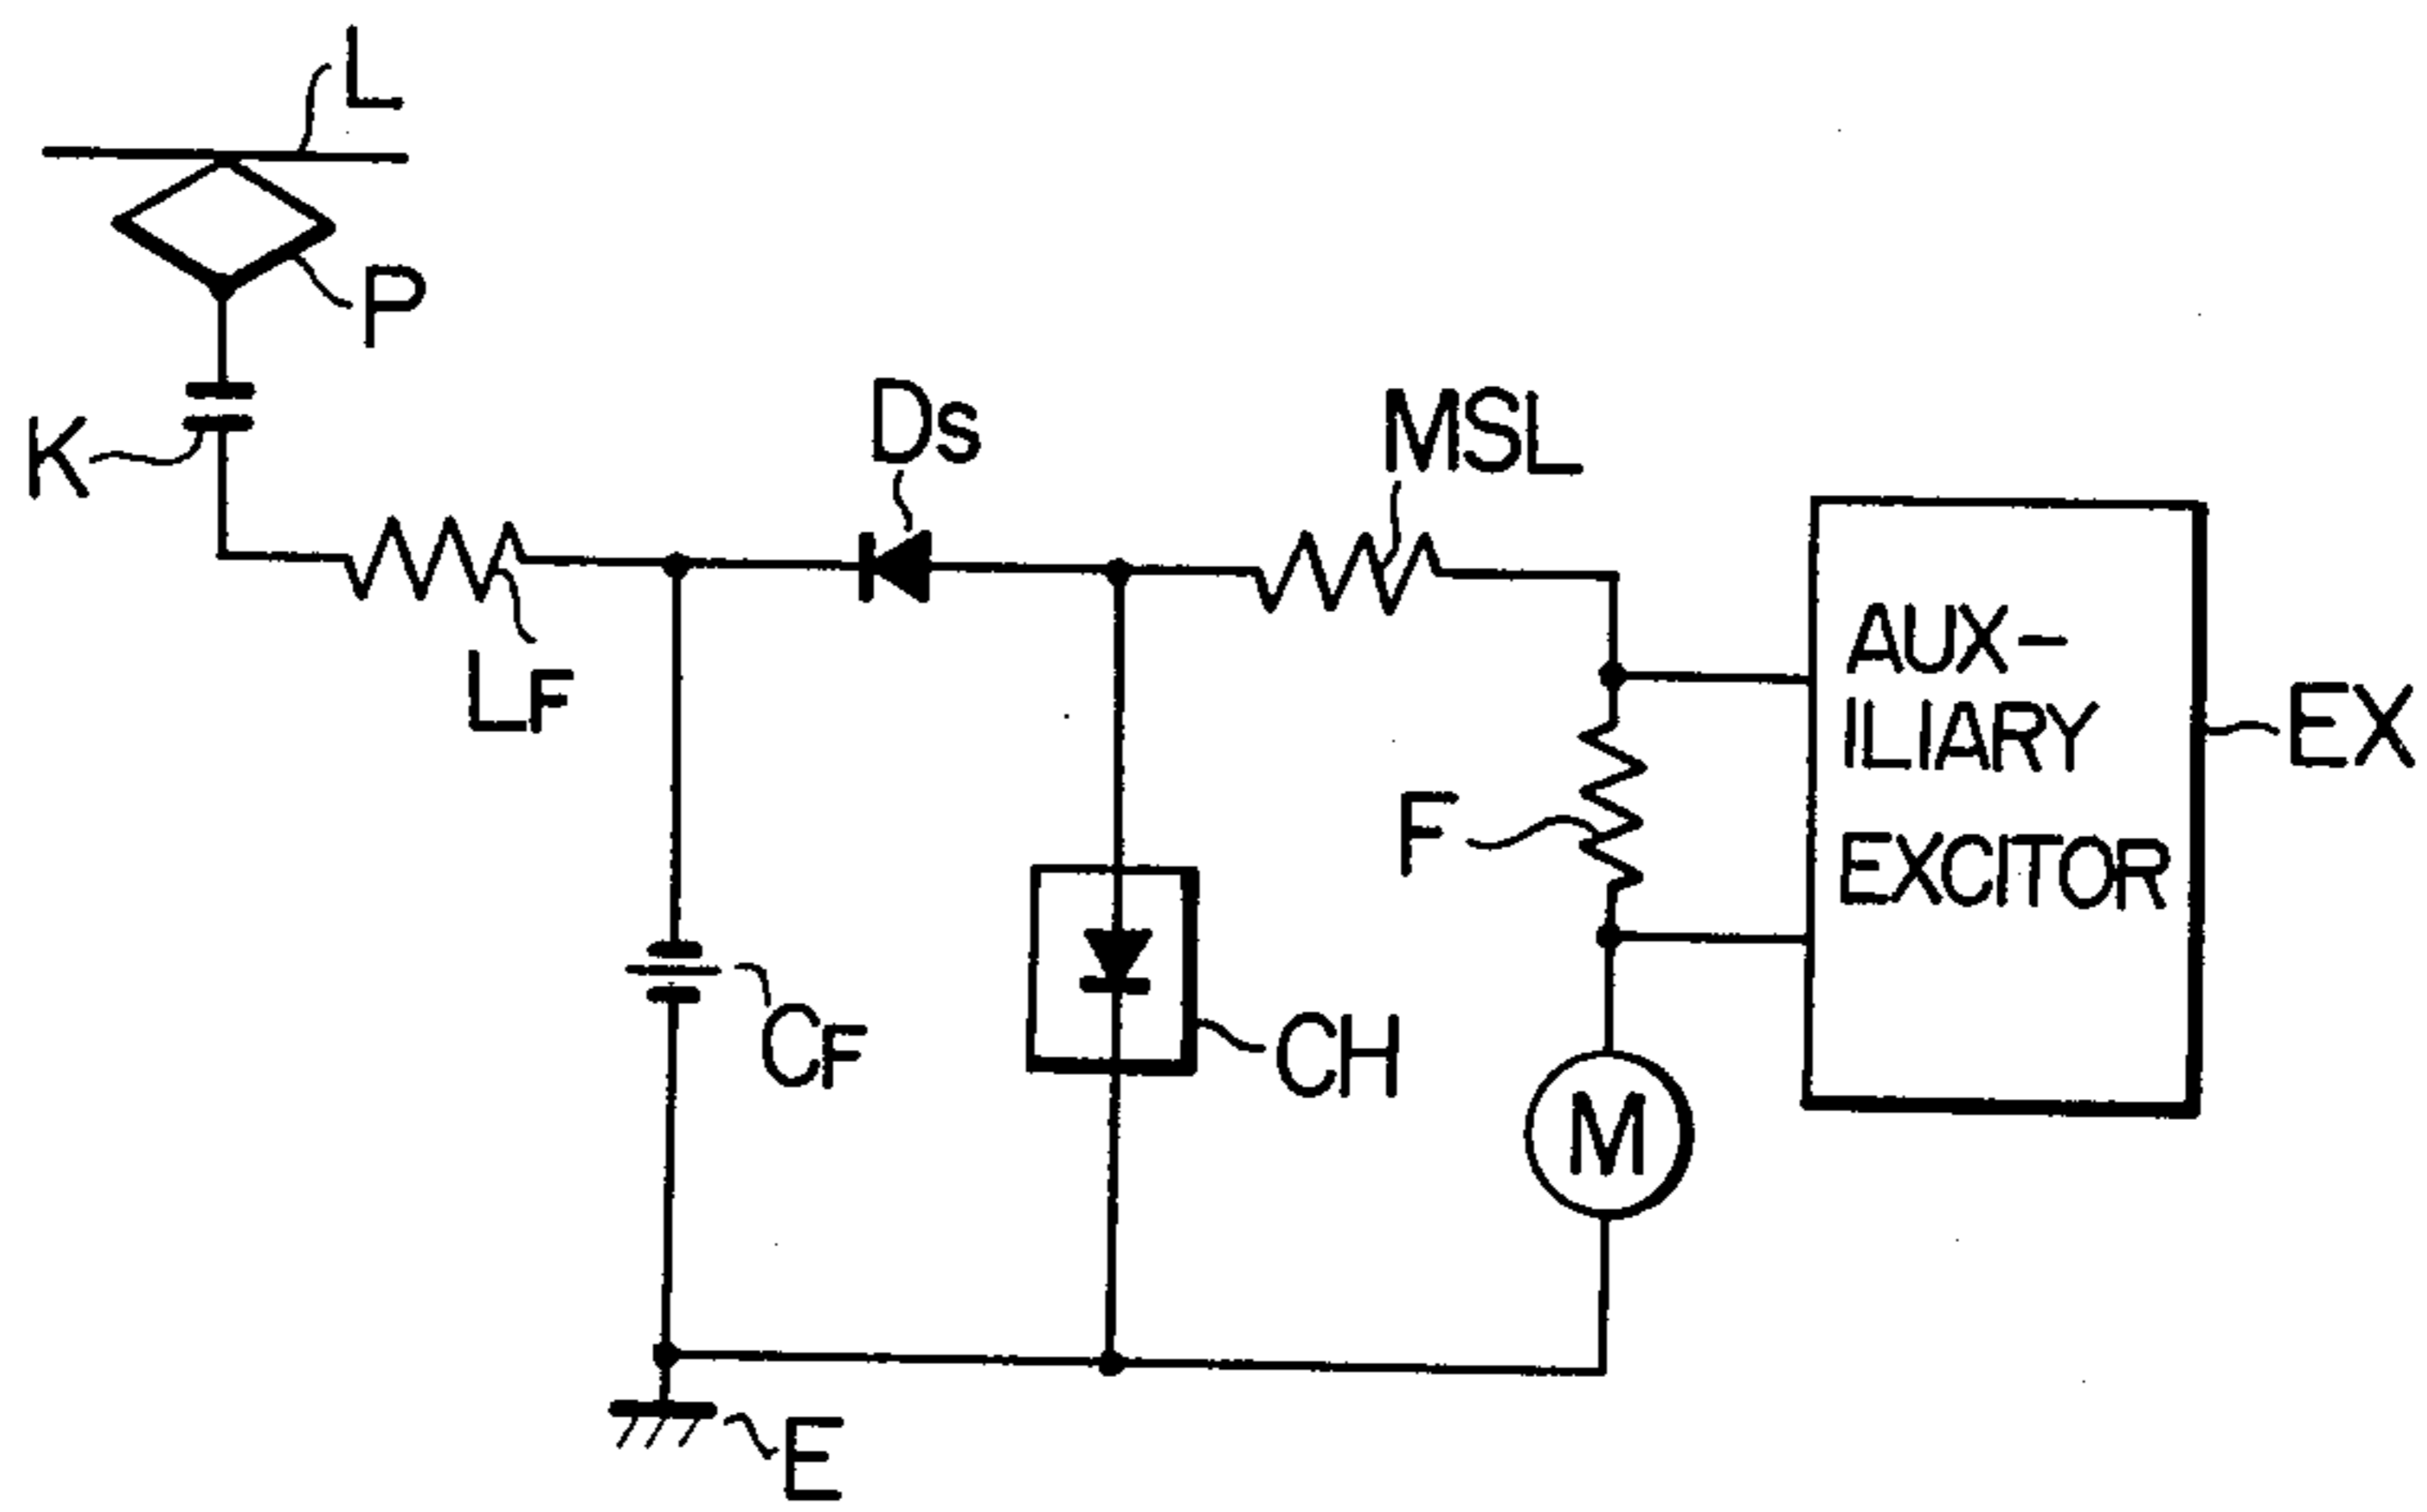 L
P
K
Ds
MSL
LF
AUX-
ILIARY
EXCITOR
EX
F
CF
CH
M
E